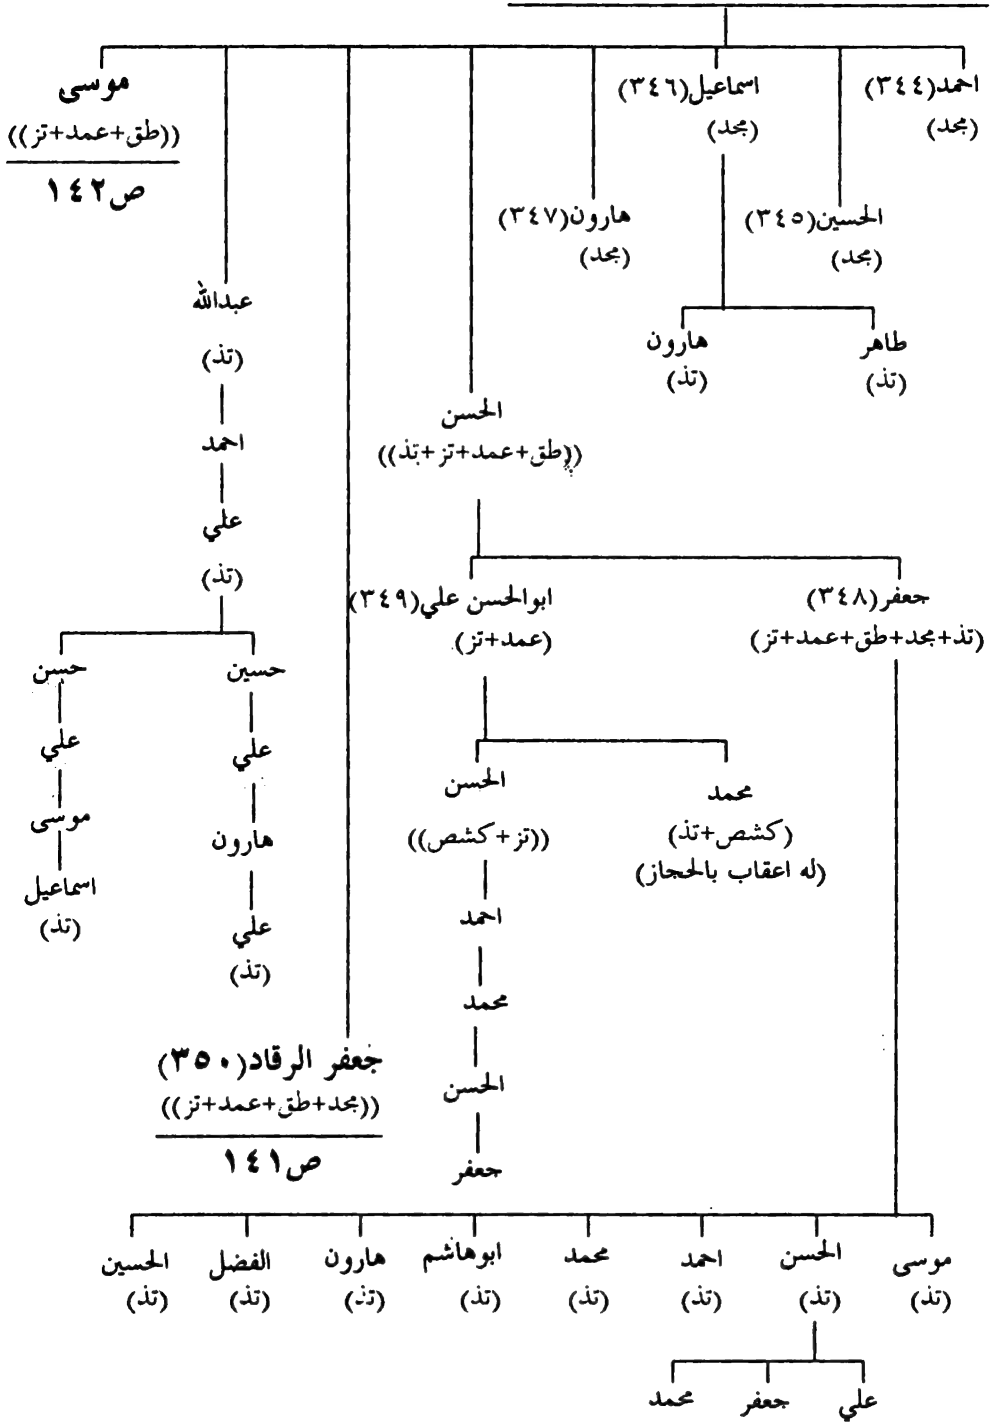 احمد(٣٤٤)
(مجد)
الحسين(٣٤٥)
(مجد)
اسماعيل(٣٤٦)
(مجد)
طاهر
(تذ)
هارون
(تذ)
هارون(٣٤٧)
(مجد)
الحسن
((طق+عمد+تز+تذ))
جعفر(٣٤٨)
(تذ+مجد+طق+عمد+تز)
ابوالحسن علي(٣٤٩)
(عمد+تز)
محمد
(كشص+تذ)
(له اعقاب بالحجاز)
الحسن
((تز+كشص))
احمد
محمد
الحسن
جعفر
جعفر الرقاد(٣٥٠)
((مجد+طق+عمد+تز))
ص١٤١
عبدالله
(تذ)
احمد
علي
(تذ)
حسين
علي
هارون
علي
(تذ)
حسن
علي
موسى
اسماعيل
(تذ)
موسى
((طق+عمد+تز))
ص١٤٢
موسى
(تذ)
الحسن
(تذ)
احمد
(تذ)
محمد
(تذ)
ابوهاشم
(تذ)
هارون
(تذ)
الفضل
(تذ)
الحسين
(تذ)
علي
جعفر
محمد